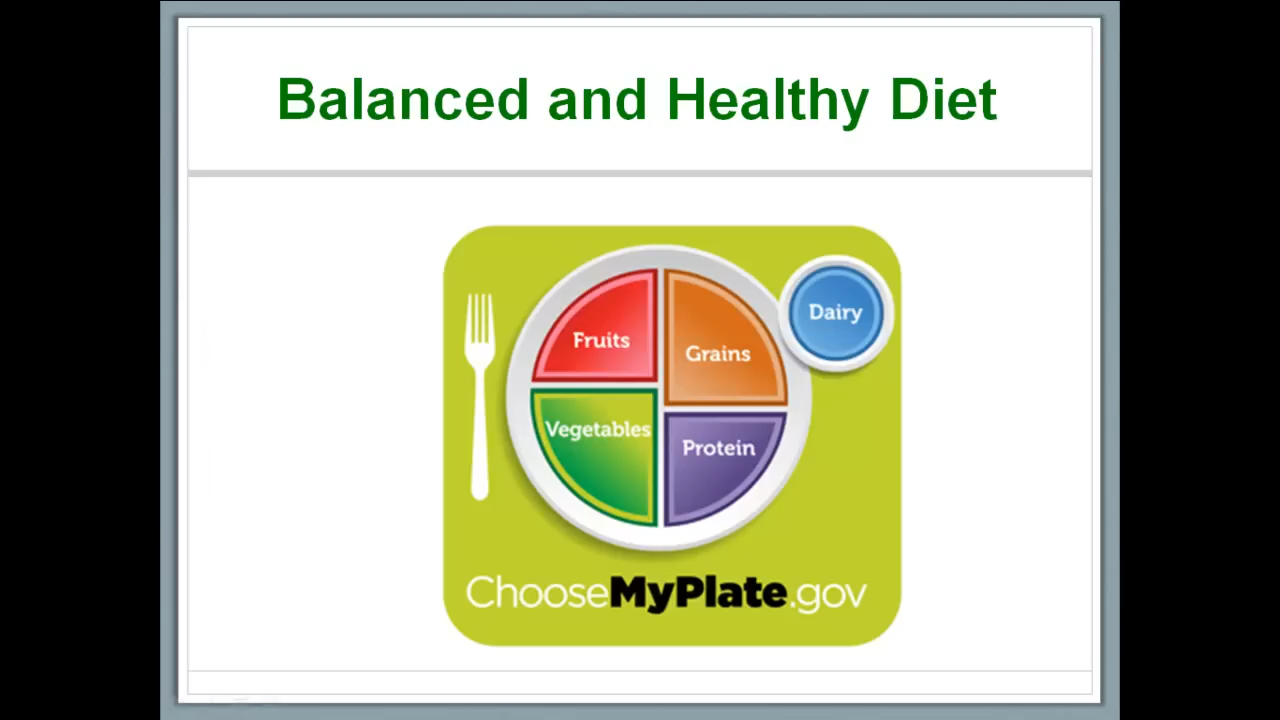 Balanced and Healthy Diet
Fruits
Grains
Dairy
Vegetables
Protein
ChooseMyPlate.gov